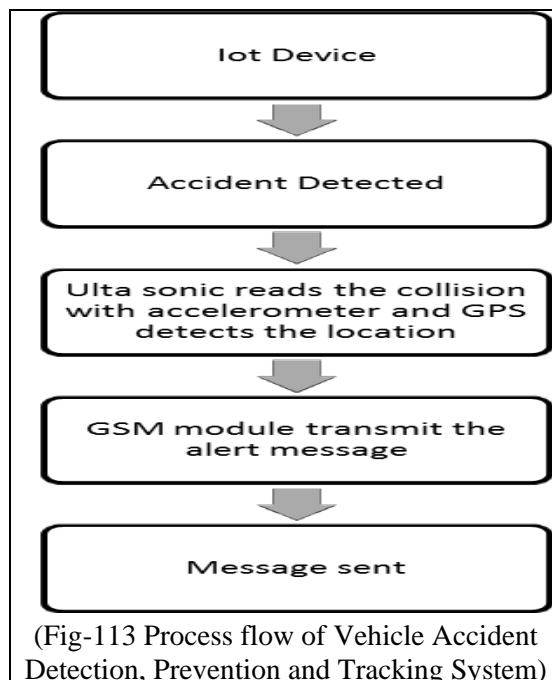 Iot Device
Accident Detected
Ulta sonic reads the collision
with accelerometer and GPS
detects the location
GSM module transmit the
alert message
Message sent
(Fig-113 Process flow of Vehicle Accident
Detection, Prevention and Tracking System)